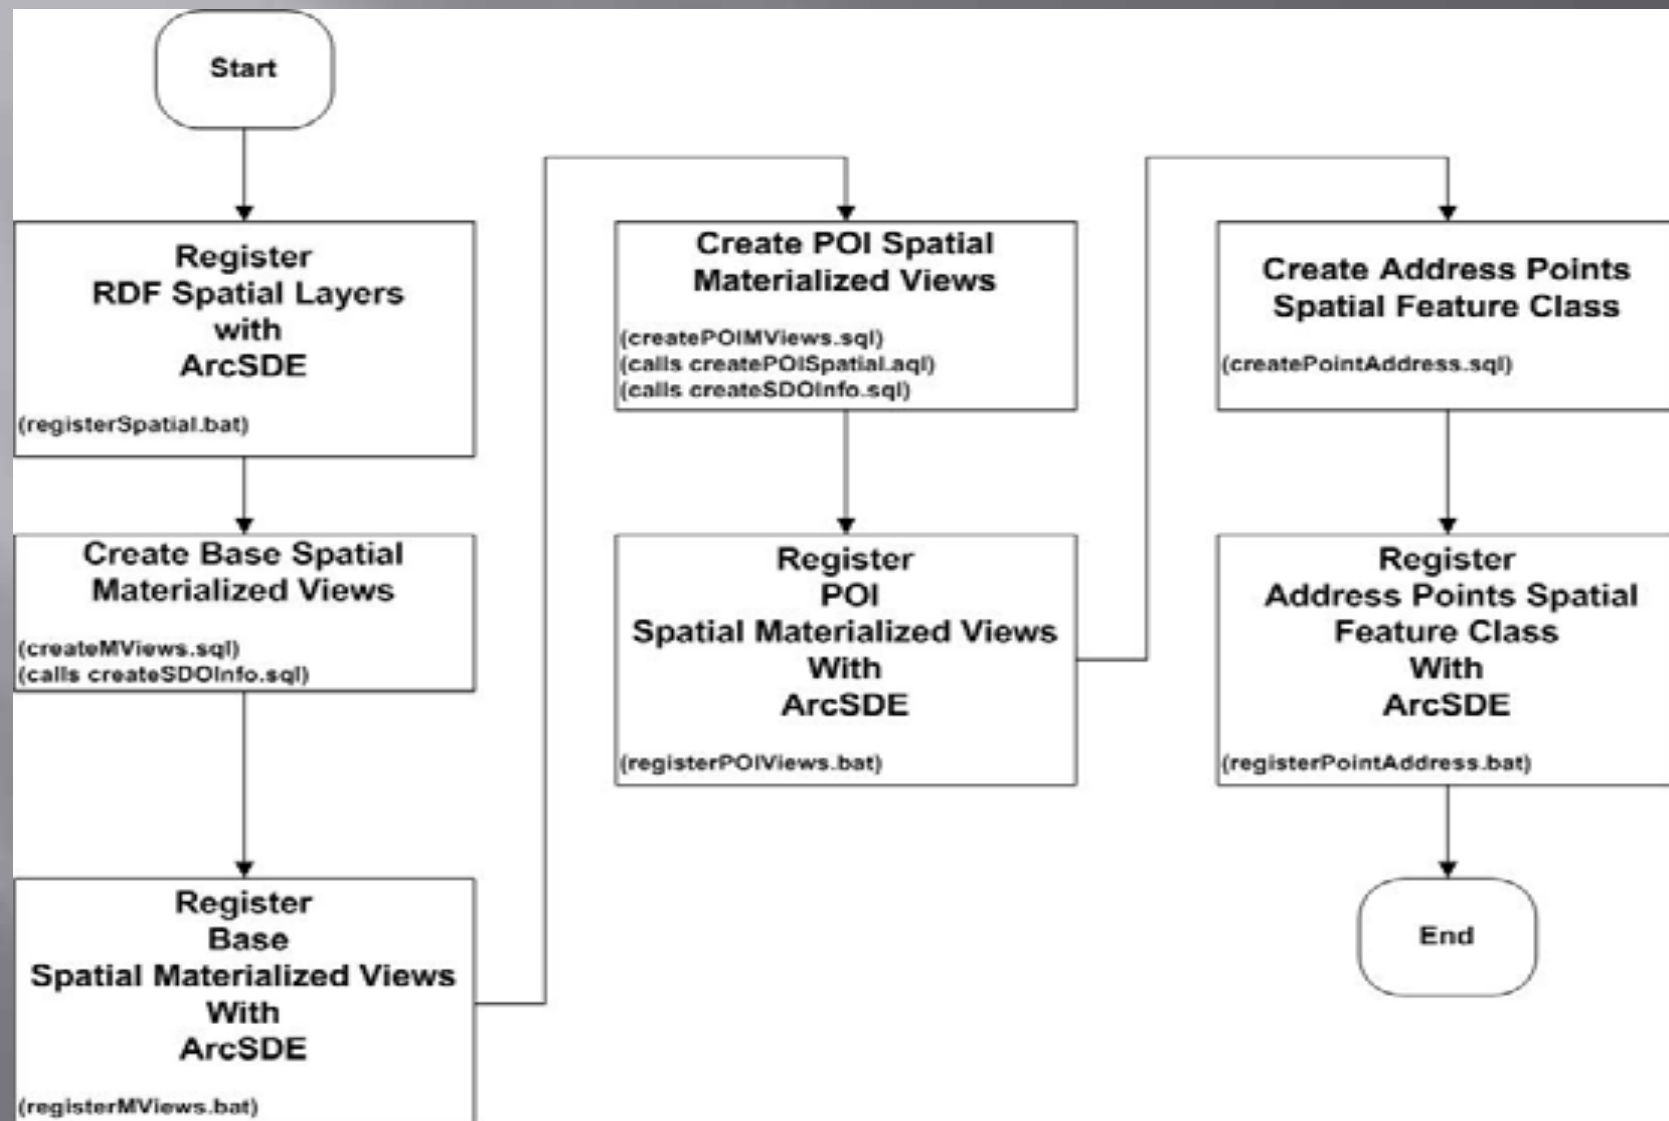 Start
Register
RDF Spatial Layers
with
ArcSDE
(registerSpatial.bat)
Create Base Spatial
Materialized Views
(createMViews.sql)
(calls createSDOInfo.sql)
Register
Base
Spatial Materialized Views
With
ArcSDE
(registerMViews.bat)
Create POI Spatial
Materialized Views
(createPOIMViews.sql)
(calls createPOISpatial.aql)
(calls createSDOInfo.sql)
Register
POI
Spatial Materialized Views
With
ArcSDE
(registerPOIViews.bat)
Create Address Points
Spatial Feature Class
(createPointAddress.sql)
Register
Address Points Spatial
Feature Class
With
ArcSDE
(registerPointAddress.bat)
End